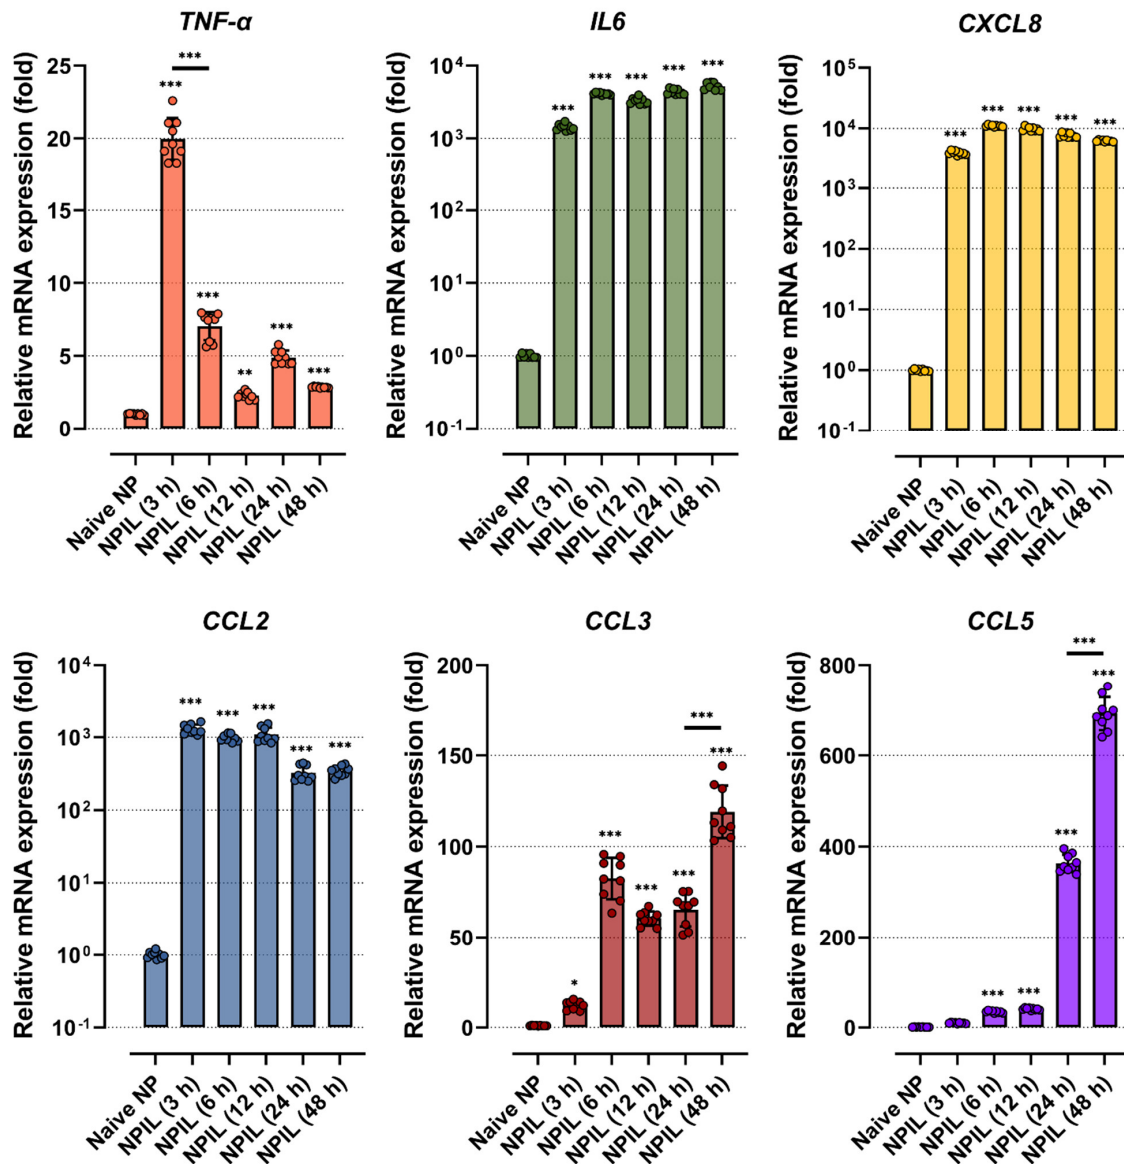 TNF-α
Relative mRNA expression (fold)
25
20
15
10
5
0
***
***
***
**
***
***
Naive NP
NPIL (3 h)
NPIL (6 h)
NPIL (12 h)
NPIL (24 h)
NPIL (48 h)
IL6
Relative mRNA expression (fold)
10⁴
10³
10²
10¹
10⁰
10⁻¹
***
***
***
***
***
Naive NP
NPIL (3 h)
NPIL (6 h)
NPIL (12 h)
NPIL (24 h)
NPIL (48 h)
CXCL8
Relative mRNA expression (fold)
10⁵
10⁴
10³
10²
10¹
10⁰
10⁻¹
***
***
***
***
***
Naive NP
NPIL (3 h)
NPIL (6 h)
NPIL (12 h)
NPIL (24 h)
NPIL (48 h)
CCL2
Relative mRNA expression (fold)
10⁴
10³
10²
10¹
10⁰
10⁻¹
***
***
***
***
***
Naive NP
NPIL (3 h)
NPIL (6 h)
NPIL (12 h)
NPIL (24 h)
NPIL (48 h)
CCL3
Relative mRNA expression (fold)
200
150
100
50
0
*
***
***
***
***
***
Naive NP
NPIL (3 h)
NPIL (6 h)
NPIL (12 h)
NPIL (24 h)
NPIL (48 h)
CCL5
Relative mRNA expression (fold)
800
600
400
200
0
***
***
***
***
***
Naive NP
NPIL (3 h)
NPIL (6 h)
NPIL (12 h)
NPIL (24 h)
NPIL (48 h)